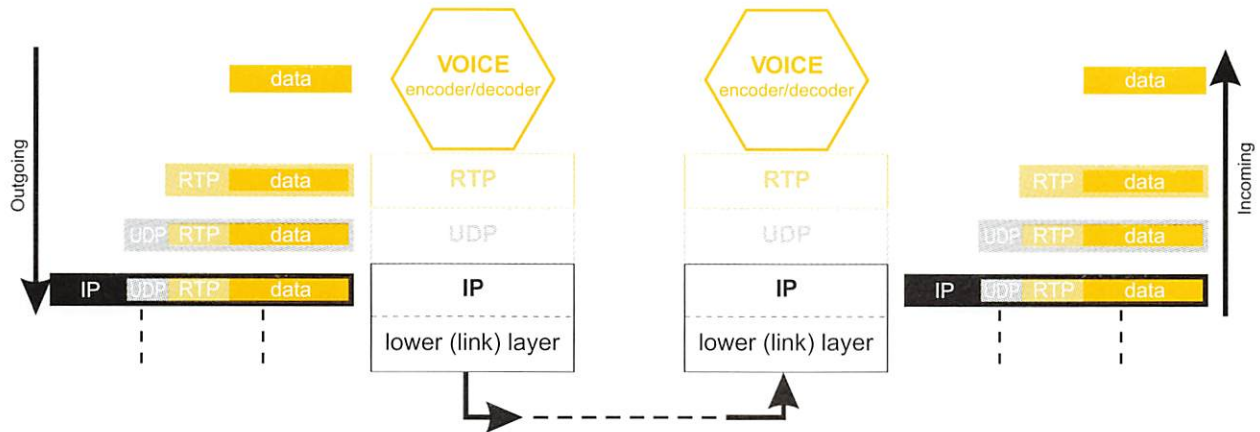 VOICE
encoder/decoder
VOICE
encoder/decoder
data
data
Outgoing
Incoming
RTP data
RTP
RTP
RTP data
UDP RTP data
UDP
UDP
UDP RTP data
IP UDP RTP data
IP
IP
IP UDP RTP data
lower (link) layer
lower (link) layer